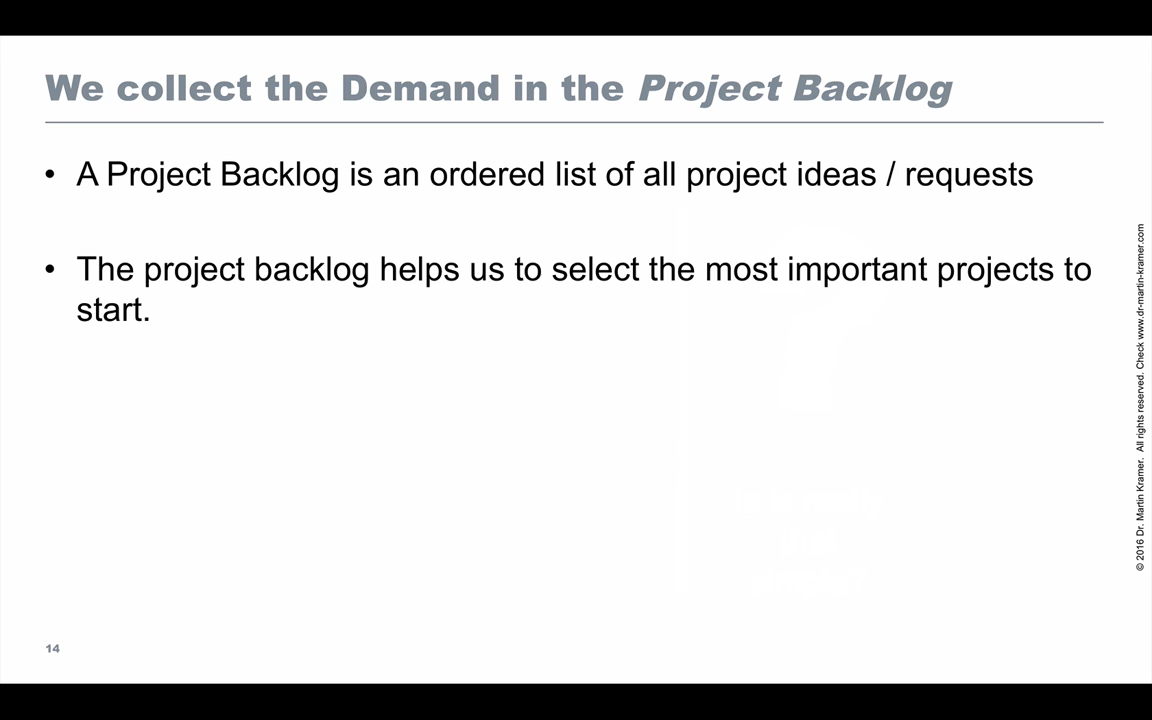 We collect the Demand in the Project Backlog
• A Project Backlog is an ordered list of all project ideas / requests
• The project backlog helps us to select the most important projects to
start.
© 2016 Dr. Martin Kramer. All rights reserved. Check www.dr-martin-kramer.com
14